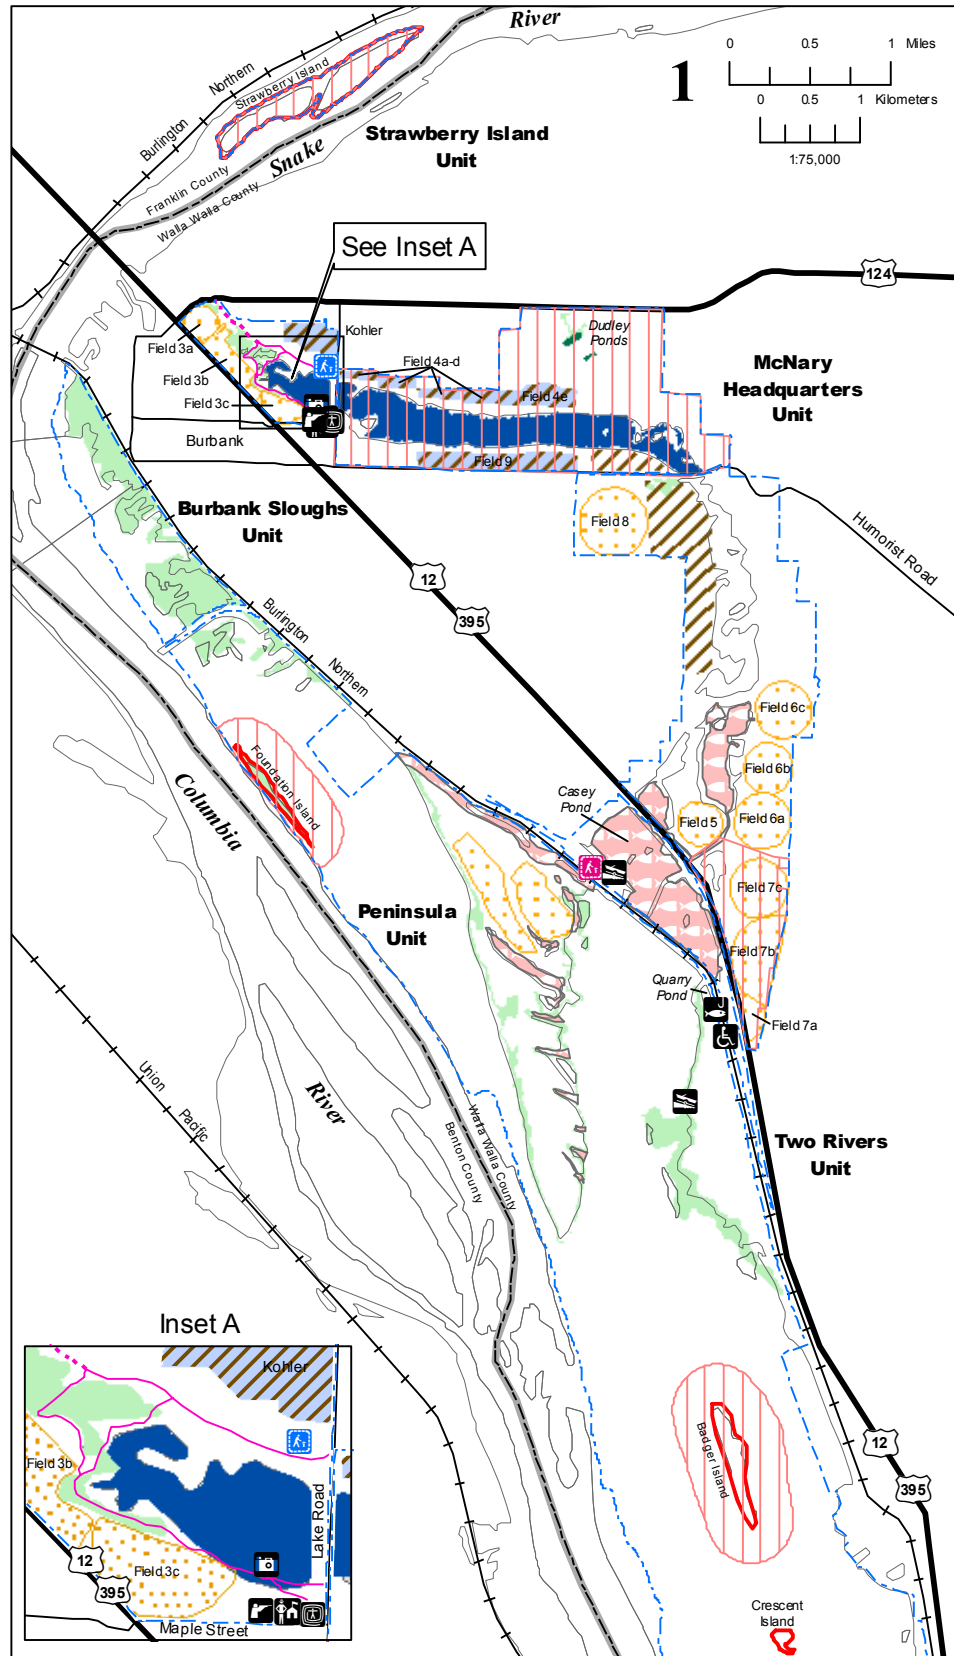 River
0 0.5 1 Miles
1
0 0.5 1 Kilometers
1:75,000
Northern
Strawberry Island
Burlington
Strawberry Island
Unit
Snake
Franklin County
Walla Walla County
See Inset A
124
Kohler
Dudley
Ponds
Field 3a
Field 4a-d
McNary
Headquarters
Unit
Field 3b
Field 3c
Field 4e
Burbank
Field 9
Burbank Sloughs
Unit
Field 8
Humorist Road
12
395
Burlington
Northern
Field 6c
Foundation Island
Field 6b
Columbia
Casey
Pond
Field 5
Field 6a
Field 7c
Peninsula
Unit
Field 7b
Quarry
Pond
Field 7a
Union
Pacific
River
Walla Walla County
Benton County
Two Rivers
Unit
Inset A
Kohler
Field 3b
Lake Road
Field 3c
12
395
Maple Street
Badger Island
12
395
Crescent
Island